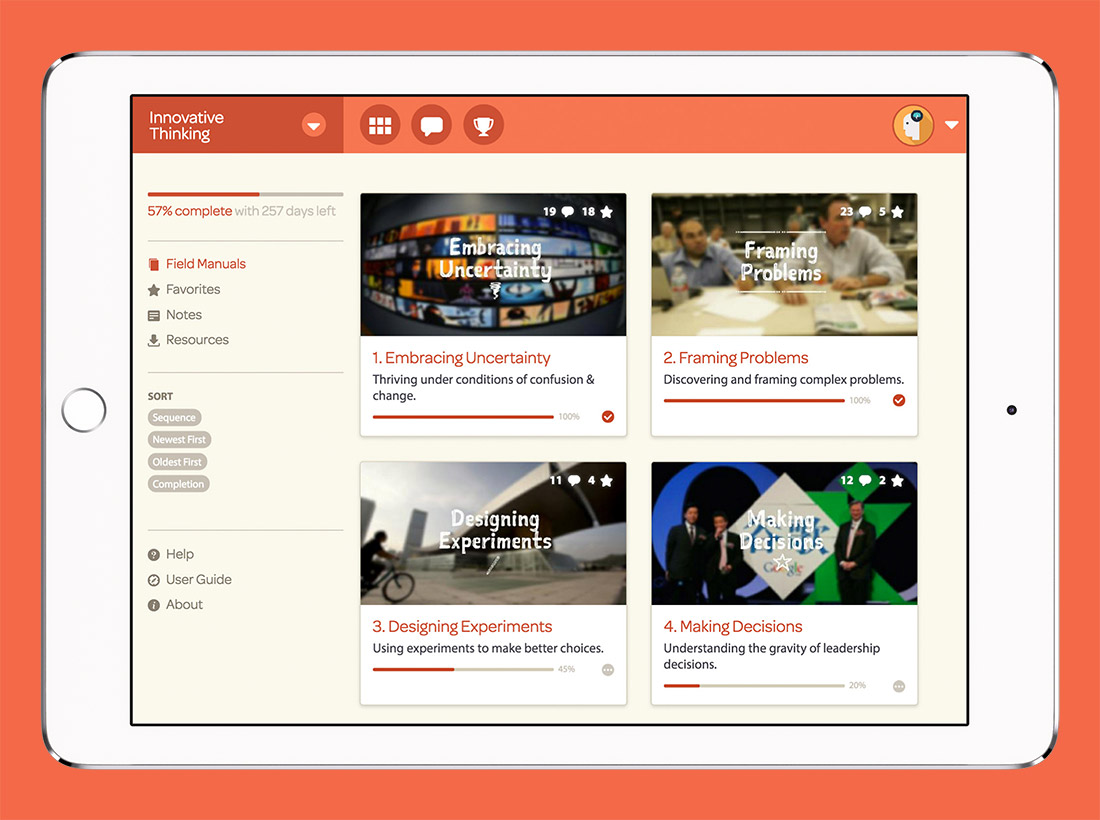 Innovative
Thinking
57% complete with 257 days left
Field Manuals
Favorites
Notes
Resources
SORT
Sequence
Newest First
Oldest First
Completion
Help
User Guide
About
19 18
Embracing
Uncertainty
1. Embracing Uncertainty
Thriving under conditions of confusion &
change.
100%
23 5
Framing
Problems
2. Framing Problems
Discovering and framing complex problems.
100%
11 4
Designing
Experiments
3. Designing Experiments
Using experiments to make better choices.
45%
12 2
Making
Decisions
Google
4. Making Decisions
Understanding the gravity of leadership
decisions.
20%